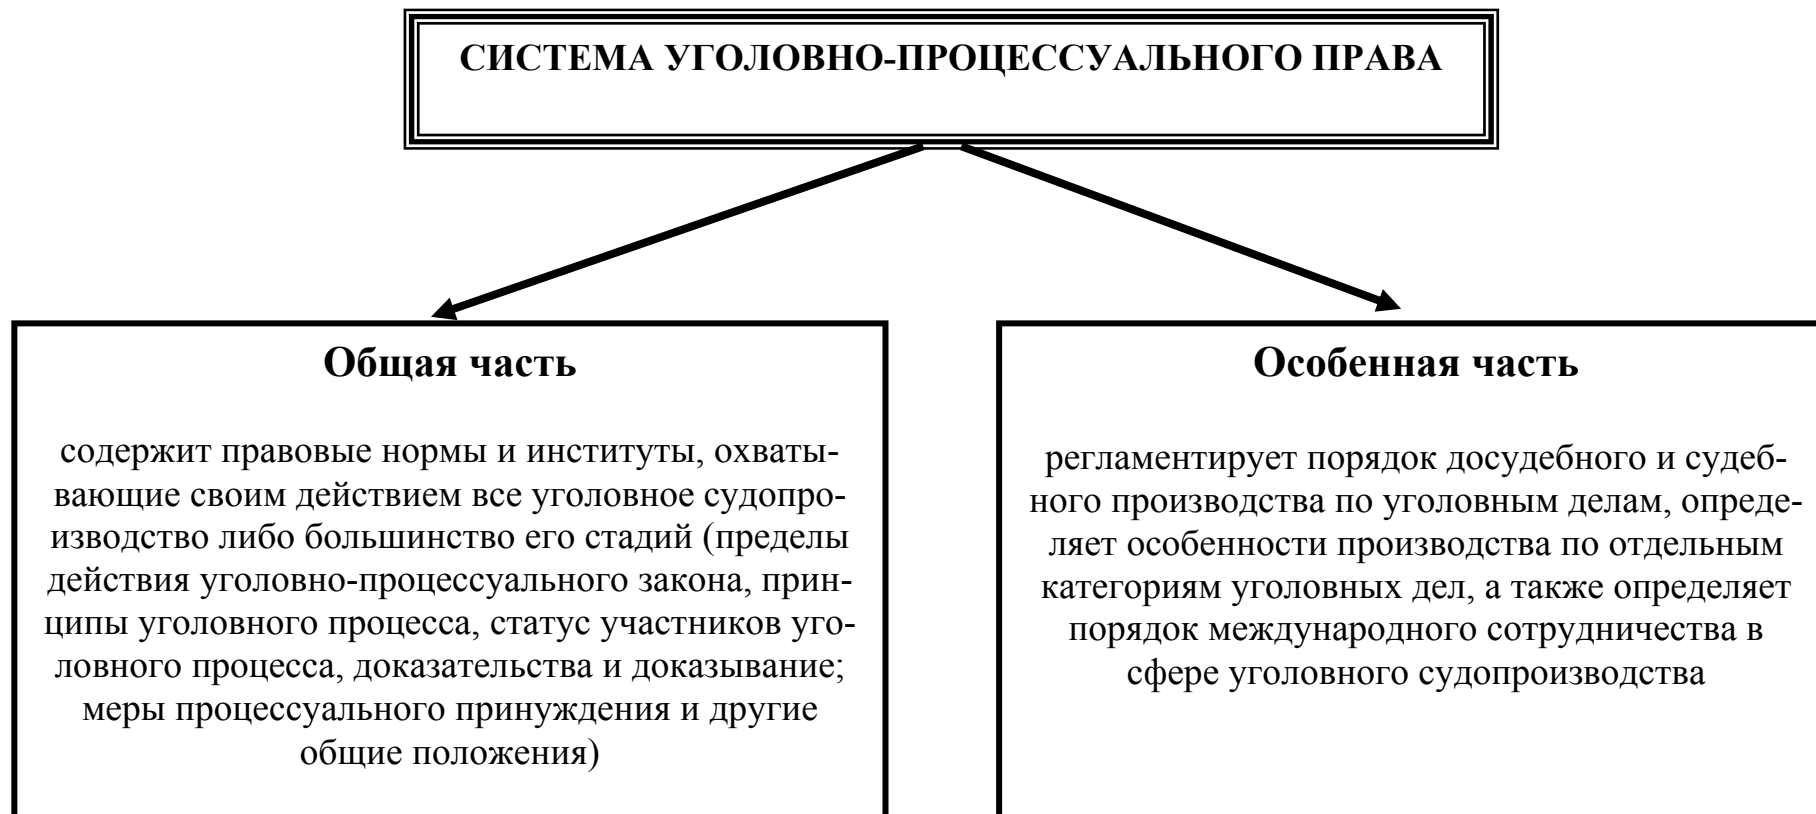 СИСТЕМА УГОЛОВНО-ПРОЦЕССУАЛЬНОГО ПРАВА
Общая часть
содержит правовые нормы и институты, охваты-
вающие своим действием все уголовное судопро-
изводство либо большинство его стадий (пределы
действия уголовно-процессуального закона, прин-
ципы уголовного процесса, статус участников уго-
ловного процесса, доказательства и доказывание;
меры процессуального принуждения и другие
общие положения)
Особенная часть
регламентирует порядок досудебного и судеб-
ного производства по уголовным делам, опреде-
ляет особенности производства по отдельным
категориям уголовных дел, а также определяет
порядок международного сотрудничества в
сфере уголовного судопроизводства